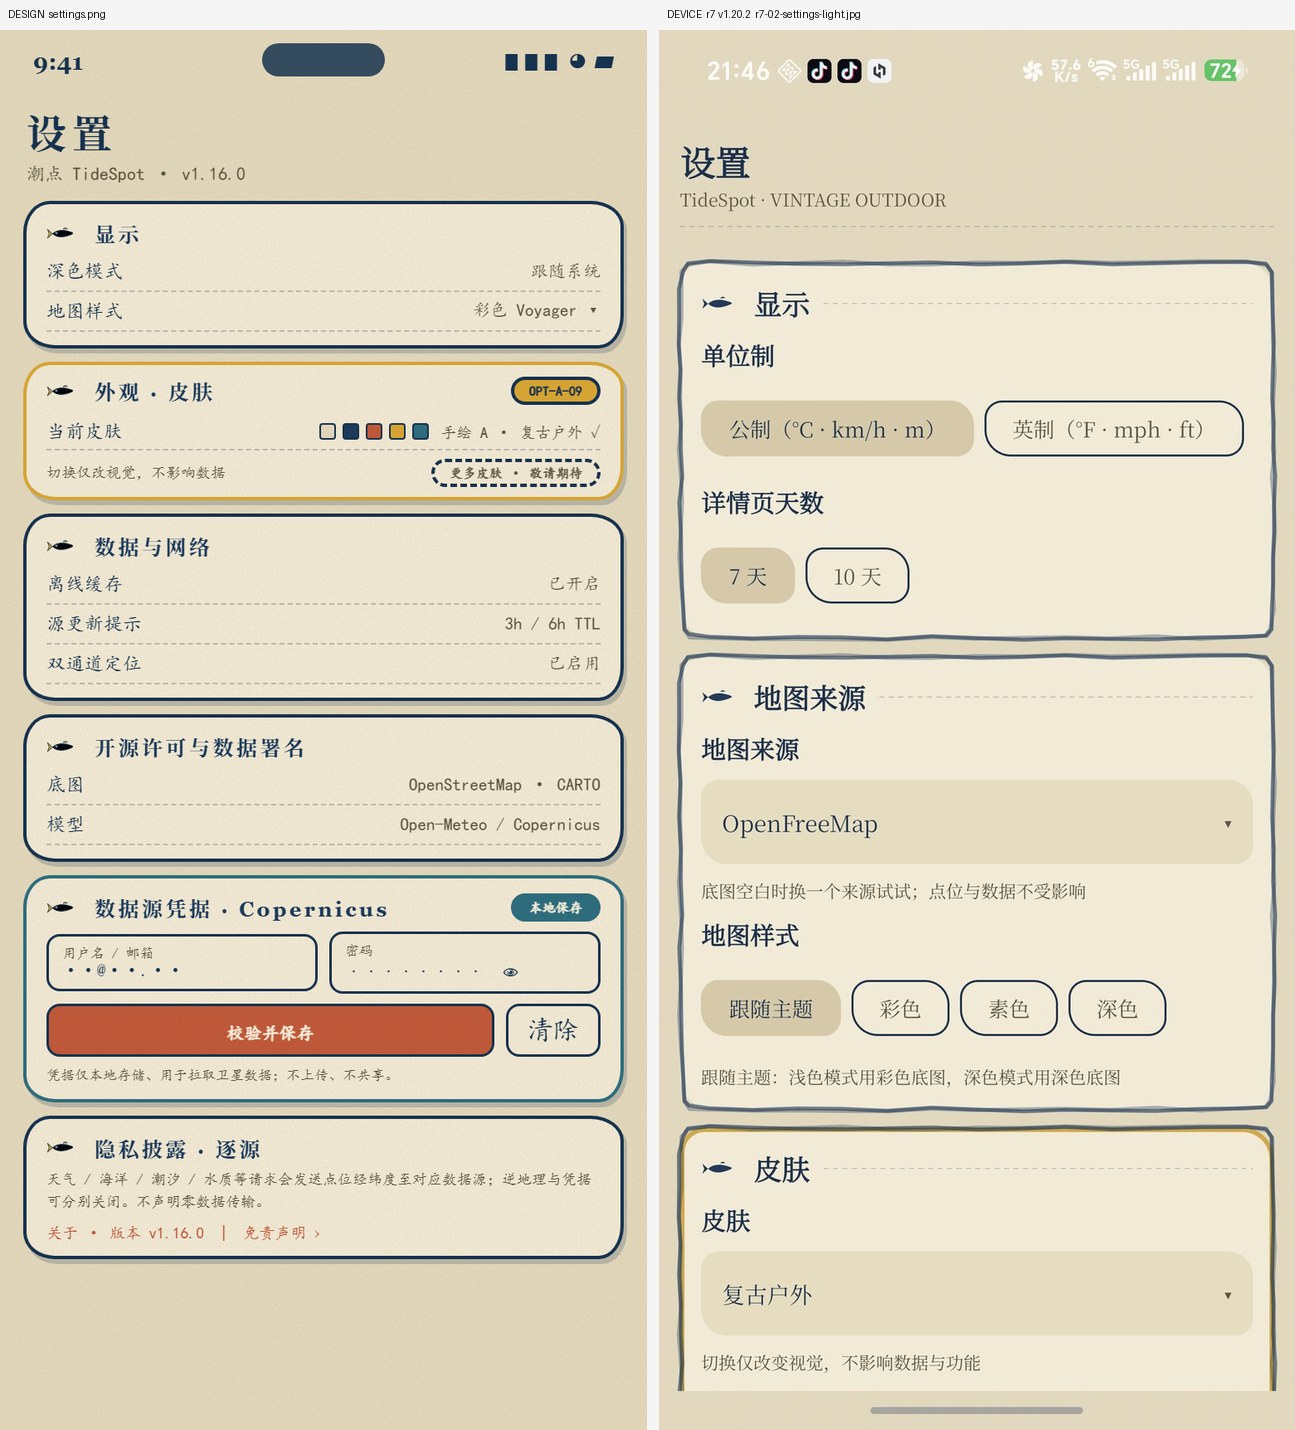 DESIGN settings.png
9:41
设置
潮点 TideSpot • v1.16.0
显示
深色模式 跟随系统
地图样式 彩色 Voyager ▾
外观 · 皮肤 OPT-A-09
当前皮肤 手绘 A • 复古户外 √
切换仅改视觉，不影响数据 更多皮肤 • 敬请期待
数据与网络
离线缓存 已开启
源更新提示 3h / 6h TTL
双通道定位 已启用
开源许可与数据署名
底图 OpenStreetMap • CARTO
模型 Open-Meteo / Copernicus
数据源凭据 · Copernicus 本地保存
用户名 / 邮箱 密码
••@••.•• ········
校验并保存 清除
凭据仅本地存储、用于拉取卫星数据；不上传、不共享。
隐私披露 · 逐源
天气 / 海洋 / 潮汐 / 水质等请求会发送点位经纬度至对应数据源；逆地理与凭据
可分别关闭。不声明零数据传输。
关于 • 版本 v1.16.0 | 免责声明 ›
DEVICE r7 v1.20.2 r7-02-settings-light.jpg
21:46 57.6 K/s 6 5G 5G 72
设置
TideSpot · VINTAGE OUTDOOR
显示
单位制
公制（°C · km/h · m） 英制（°F · mph · ft）
详情页天数
7 天 10 天
地图来源
地图来源
OpenFreeMap ▾
底图空白时换一个来源试试；点位与数据不受影响
地图样式
跟随主题 彩色 素色 深色
跟随主题：浅色模式用彩色底图，深色模式用深色底图
皮肤
皮肤
复古户外 ▾
切换仅改变视觉，不影响数据与功能